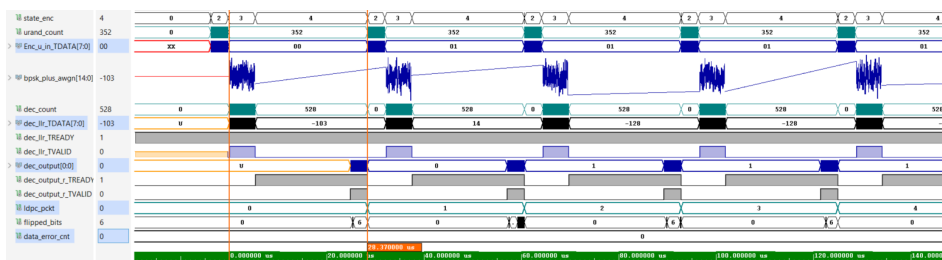 state_enc 4 0 2 3 4 2 3 4 2 3 4 2 3 4 2 3 4
urand_count 352 0 352 352 352 352
Enc_u_in_TDATA[7:0] 00 XX 00 01 01 01
bpsk_plus_awgn[14:0] -103
dec_count 528 0 528 0 528 0 528 0 528 0
dec_llr_TDATA[7:0] -103 U -103 14 -128 -128
dec_llr_TREADY 1
dec_llr_TVALID 0
dec_output[0:0] 0 U 0 1 1 1
dec_output_r_TREADY 1
dec_output_r_TVALID 0
ldpc_pckt 0 0 1 2 3 4
flipped_bits 6 0 6 0 0 6 0 6 0
data_error_cnt 0 0
20.370000 us
0.000000 us 20.000000 us 40.000000 us 60.000000 us 80.000000 us 100.000000 us 120.000000 us 140.0000